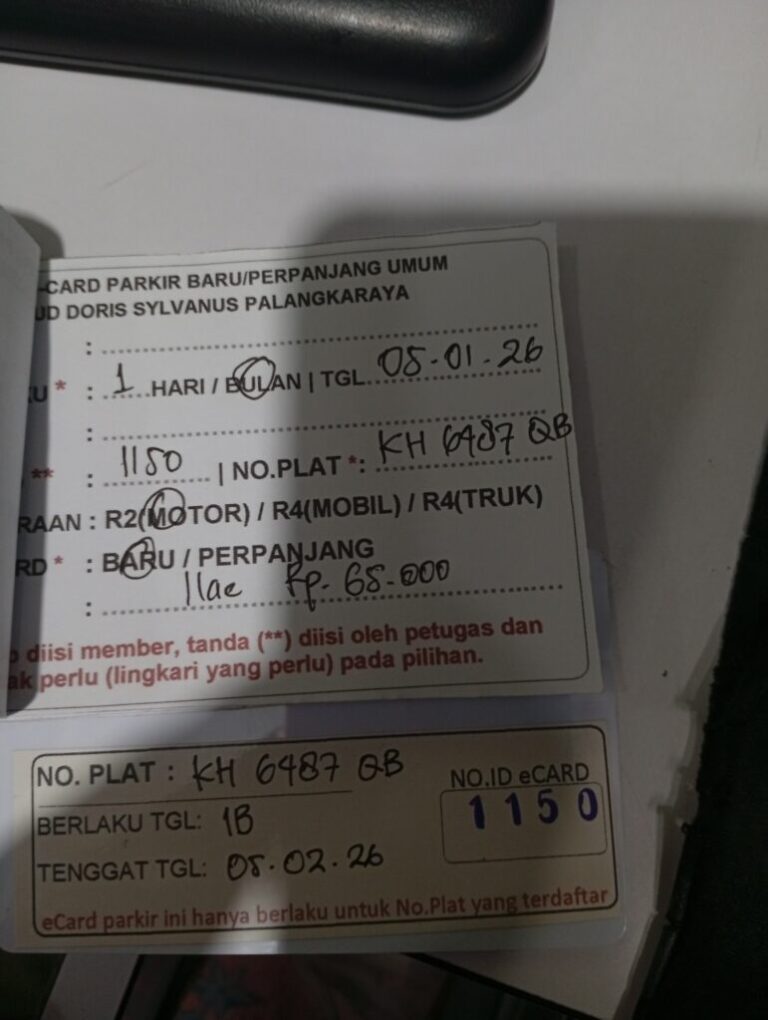 -CARD PARKIR BARU/PERPANJANG UMUM
UD DORIS SYLVANUS PALANGKARAYA
:
U * : 1 HARI / BULAN | TGL. 05.01.26
:
** : 1150 | NO.PLAT *: KH 6487 QB
RAAN : R2(MOTOR) / R4(MOBIL) / R4(TRUK)
RD * : BARU / PERPANJANG
: Rp. 65.000
diisi member, tanda (**) diisi oleh petugas dan
ak perlu (lingkari yang perlu) pada pilihan.
NO. PLAT : KH 6487 QB
NO.ID eCARD
1150
BERLAKU TGL: 1B
TENGGAT TGL: 05.02.26
eCard parkir ini hanya berlaku untuk No.Plat yang terdaftar